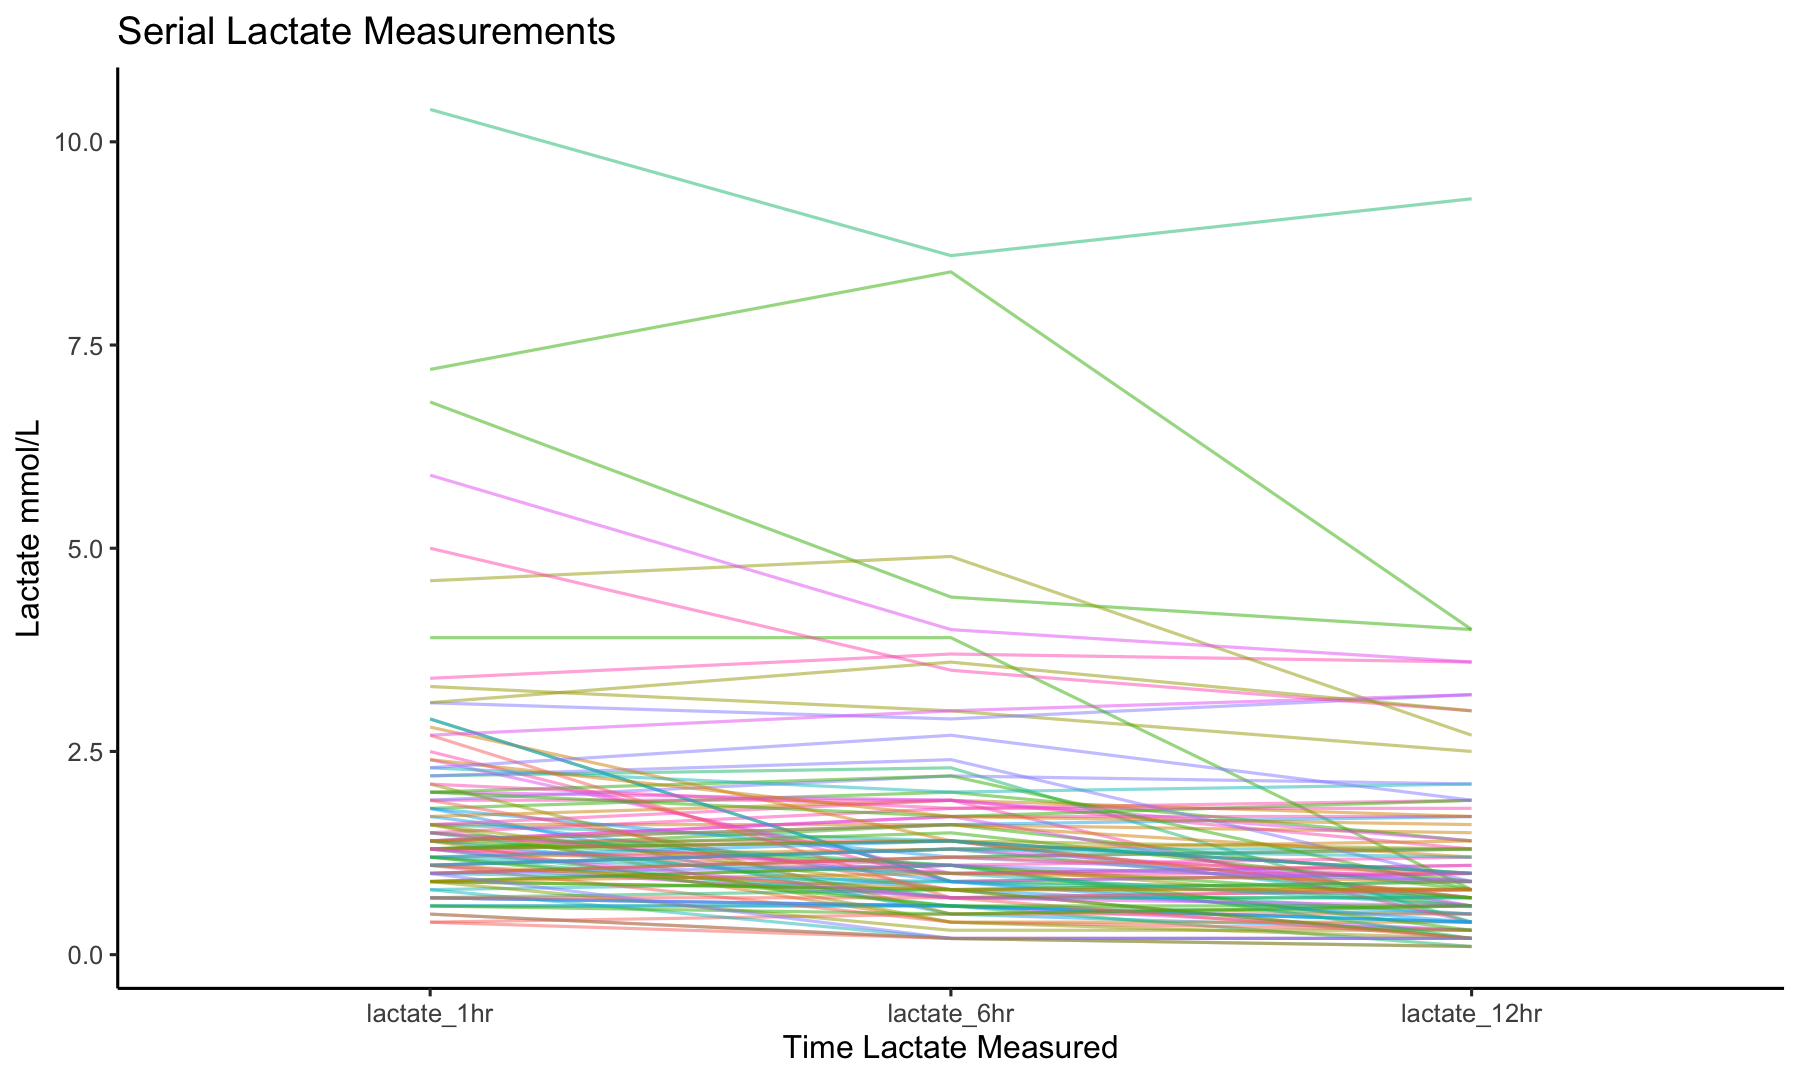 Serial Lactate Measurements
10.0
7.5
5.0
2.5
0.0
Lactate mmol/L
lactate_1hr
lactate_6hr
lactate_12hr
Time Lactate Measured